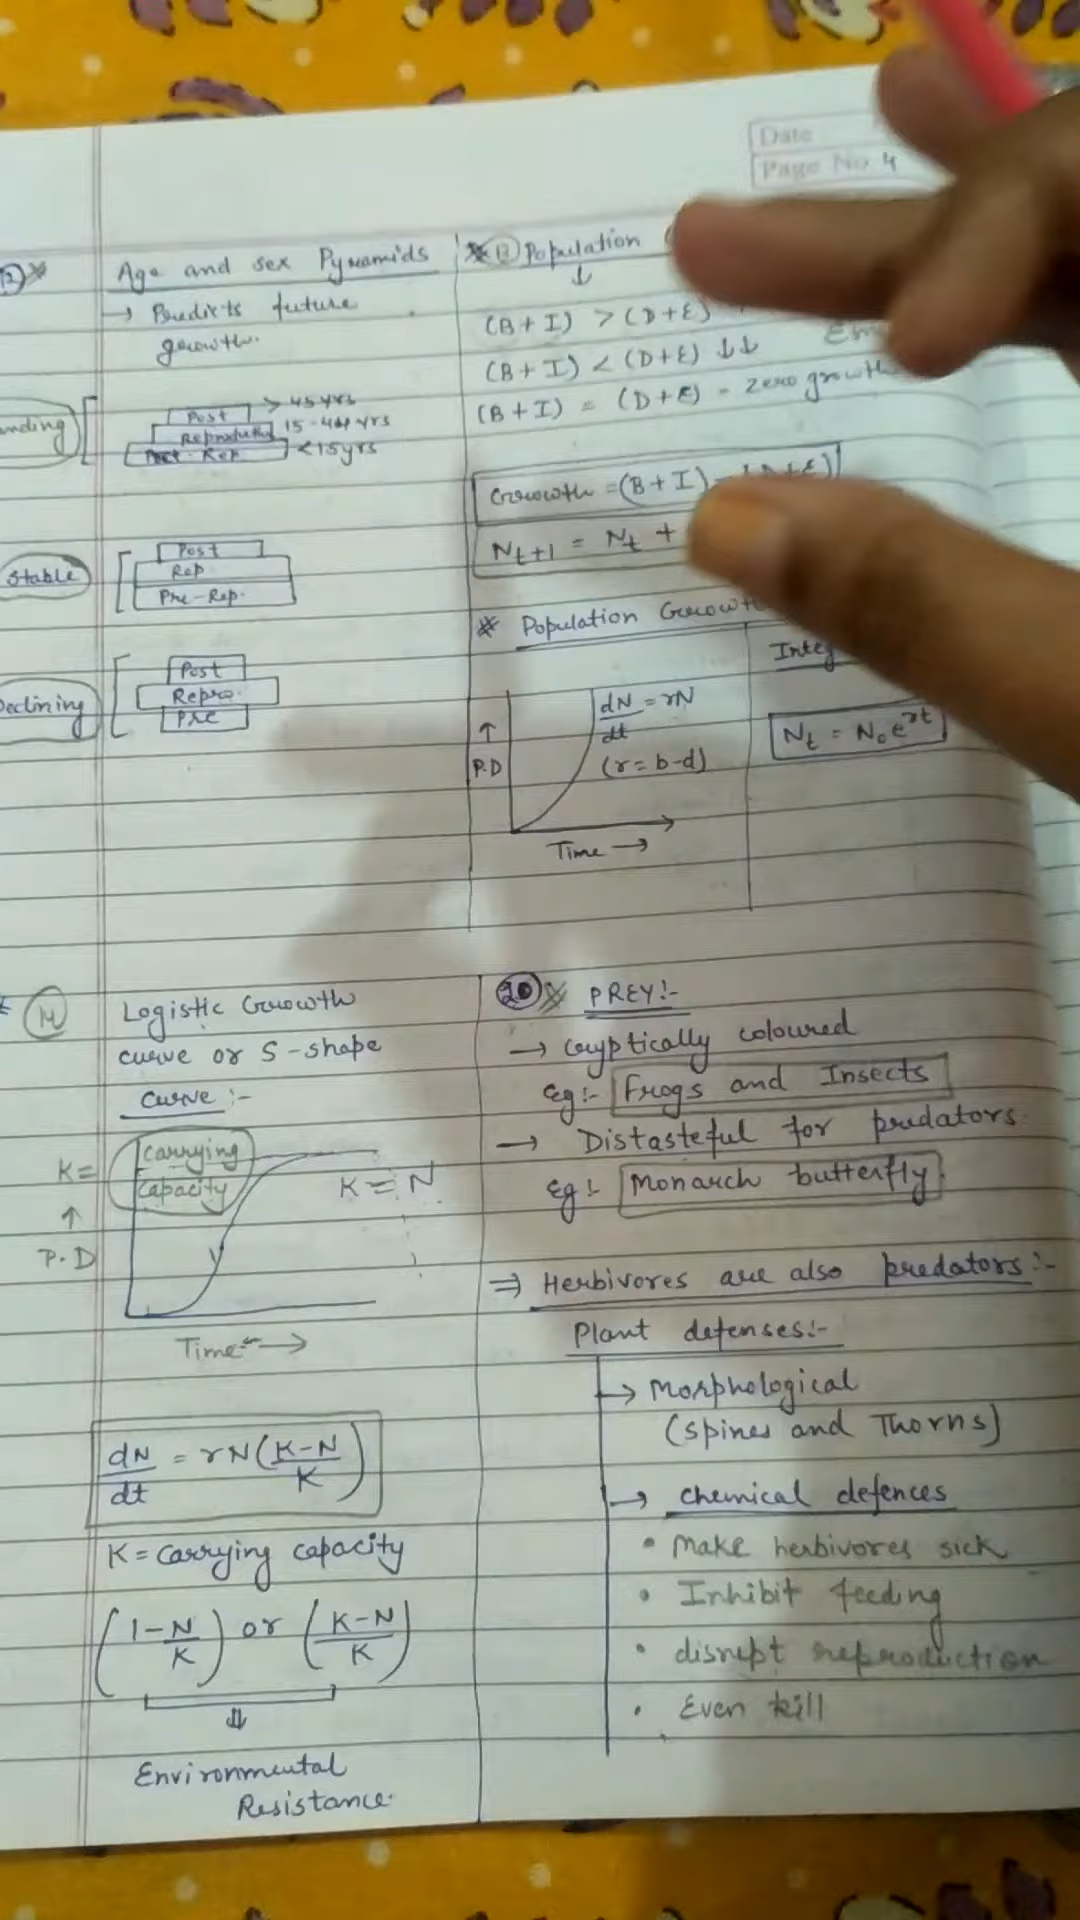 Date
Page No 4
12
Age and sex Pyramids
→ Predicts future
growth.
Post > 45 yrs
Reproductive
Rep < 15 yrs
Stable
Post
Rep
Pre-Rep.
Declining
Post
Repro.
Pre
Population
↓
(B + I) > (D + E)
(B + I) < (D + E) ↓↓
(B + I) = (D + E) - zero growth
Growth = (B + I) -
Nt+1 = Nt +
* Population Growth
↑
P.D
dN/dt = rN
(r = b-d)
Time →
Nt = N0 e^rt
Logistic Growth
curve or S-shape
curve :-
K = carrying
capacity
K = N
↑
P.D
Time →
dN/dt = rN(K-N/K)
K = Carrying capacity
(1-N/K) or (K-N/K)
⇓
Environmental
Resistance.
20 PREY:-
→ cryptically coloured
Eg:- Frogs and Insects
→ Distasteful for predators
Eg:- Monarch butterfly.
⇒ Herbivores are also predators:-
Plant defenses:-
→ Morphological
(spines and Thorns)
→ chemical defences
• Make herbivores sick
• Inhibit feeding
• disrupt reproduction
• Even kill